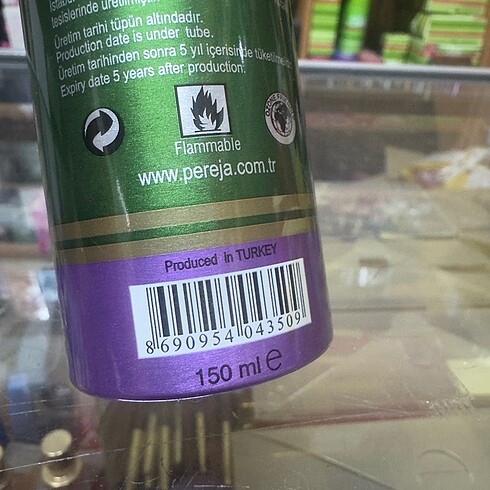 tesislerinde üretilmiştir.
Üretim tarihi tüpün altındadır.
Production date is under tube.
Üretim tarihinden sonra 5 yıl içerisinde
Expiry date 5 years after production.
Flammable
www.pereja.com.tr
Produced in TURKEY
8690954043509
150 ml e